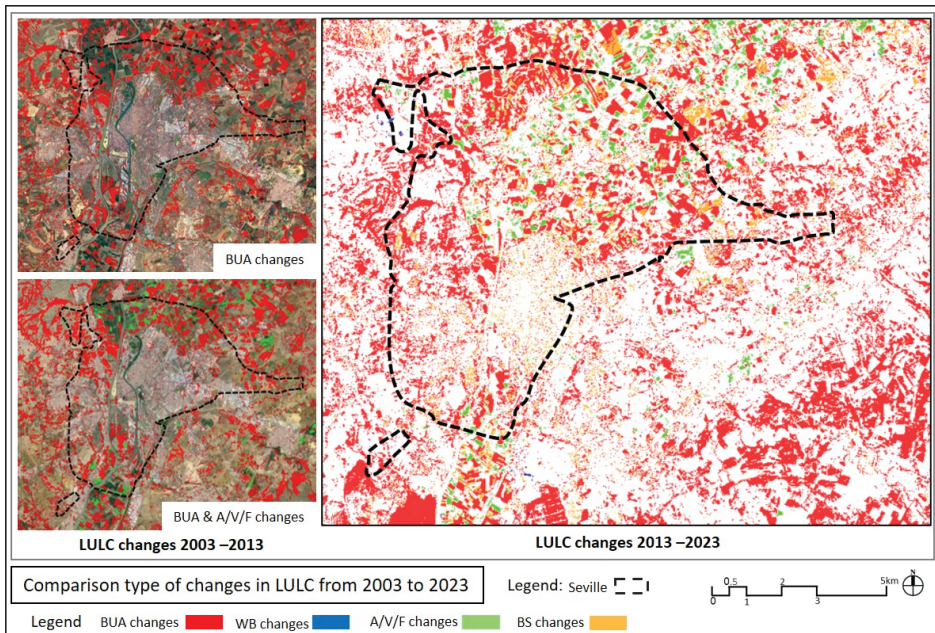 BUA changes
BUA & A/V/F changes
LULC changes 2003 –2013
LULC changes 2013 –2023
Comparison type of changes in LULC from 2003 to 2023
Legend: Seville
0 0.5 1 2 3 5km
Legend BUA changes WB changes A/V/F changes BS changes